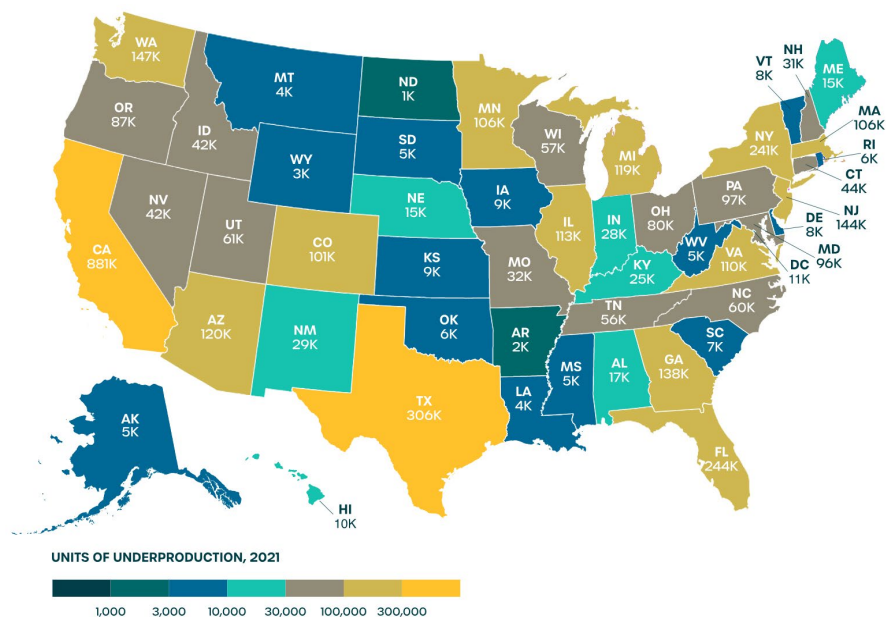 WA
147K
OR
87K
ID
42K
MT
4K
ND
1K
MN
106K
WI
57K
MI
119K
SD
5K
WY
3K
NE
15K
IA
9K
NV
42K
UT
61K
CO
101K
CA
881K
KS
9K
MO
32K
IL
113K
IN
28K
OH
80K
PA
97K
NY
241K
VT
8K
NH
31K
ME
15K
MA
106K
RI
6K
CT
44K
NJ
144K
DE
8K
MD
96K
DC
11K
WV
5K
VA
110K
KY
25K
NC
60K
TN
56K
AZ
120K
NM
29K
OK
6K
AR
2K
SC
7K
MS
5K
AL
17K
GA
138K
LA
4K
TX
306K
FL
244K
AK
5K
HI
10K
UNITS OF UNDERPRODUCTION, 2021
1,000 3,000 10,000 30,000 100,000 300,000